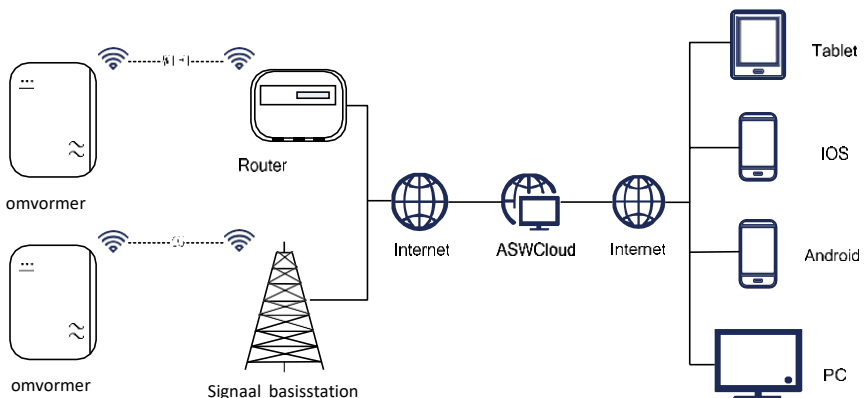 Tablet
Router
IOS
omvormer
Internet
ASWCloud
Internet
Android
omvormer
Signaal basisstation
PC